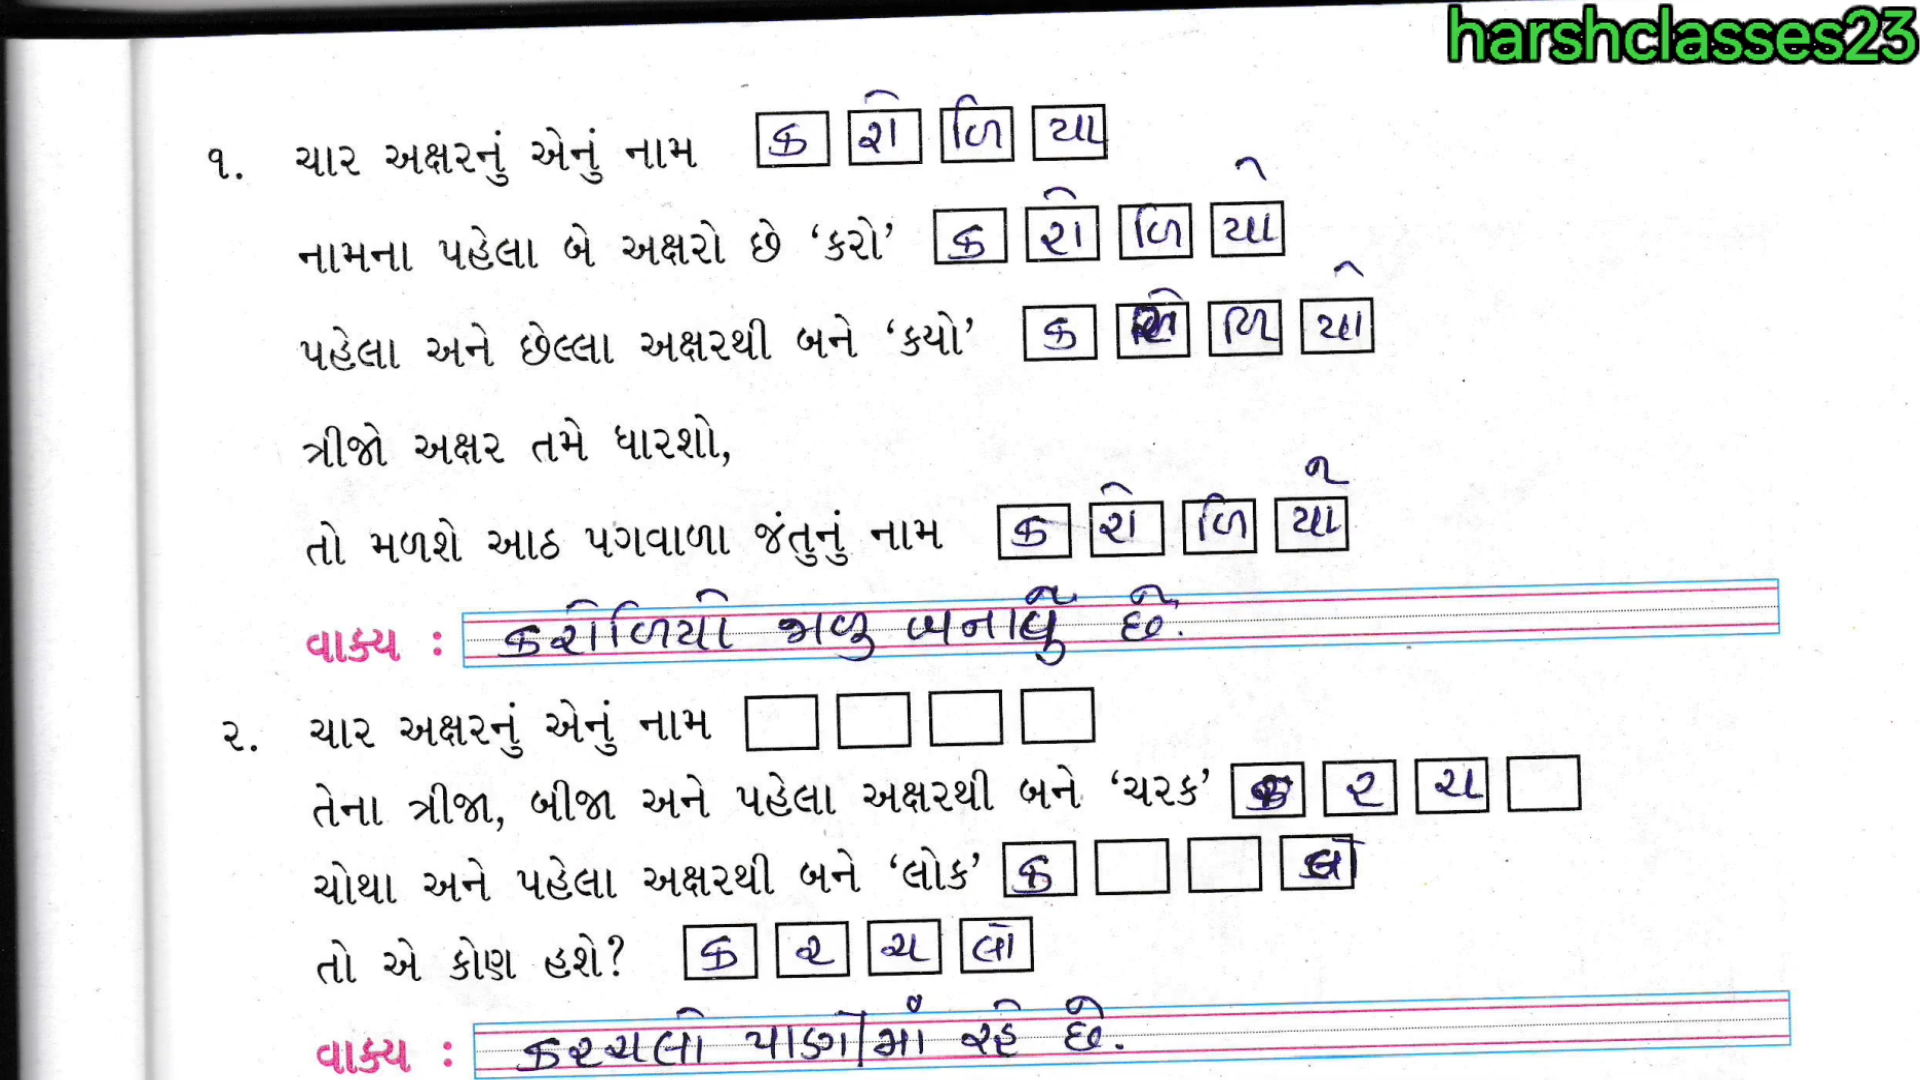 harshclasses23
૧. ચાર અક્ષરનું એનું નામ ક રો ળિ યા
નામના પહેલા બે અક્ષરો છે ‘કરો’ ક રો ળિ યો
પહેલા અને છેલ્લા અક્ષરથી બને ‘કયો’ ક ળિ યો
ત્રીજો અક્ષર તમે ધારશો,
તો મળશે આઠ પગવાળા જંતુનું નામ ક રો ળિ યો
વાક્ય : કરોળિયો જાળુ બનાવે છે.
૨. ચાર અક્ષરનું એનું નામ
તેના ત્રીજા, બીજા અને પહેલા અક્ષરથી બને ‘ચરક’ ક ર ચ
ચોથા અને પહેલા અક્ષરથી બને ‘લોક’ ક લો
તો એ કોણ હશે? ક ર ચ લો
વાક્ય : કરચલો પાણીમાં રહે છે.